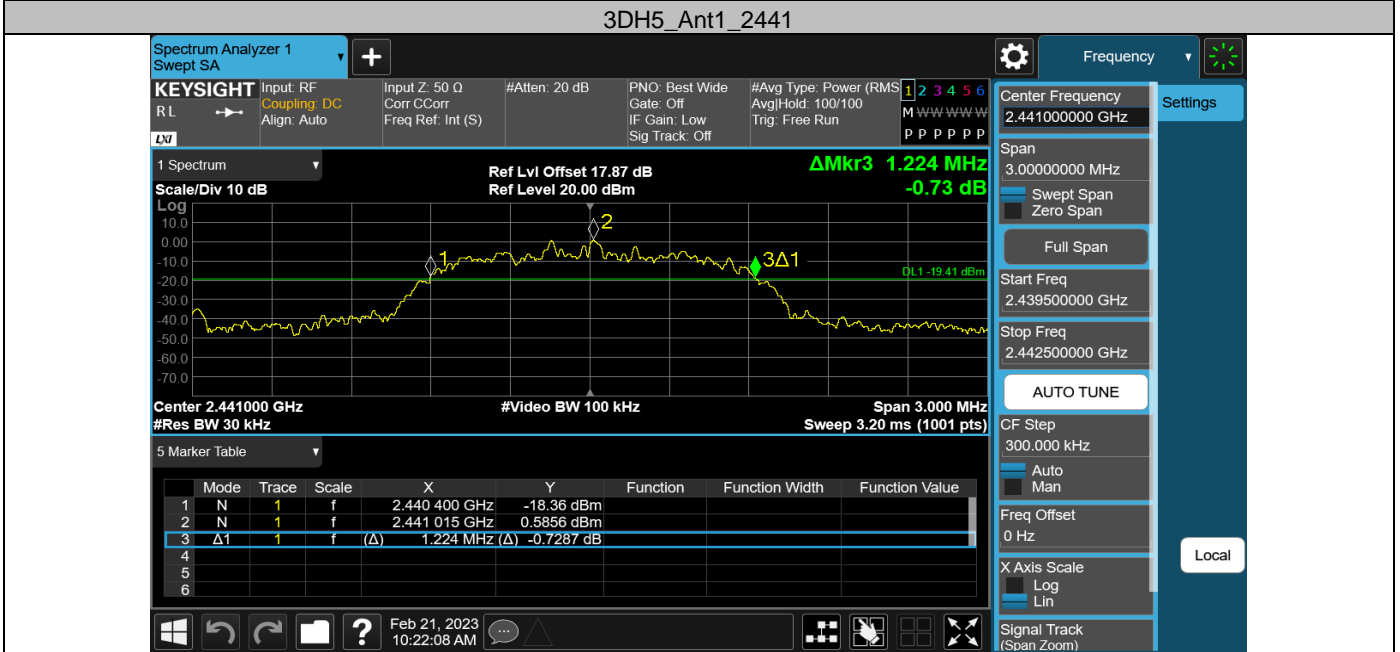 3DH5_Ant1_2441
Spectrum Analyzer 1
Swept SA
+
Frequency
KEYSIGHT
R L
LXI
Input: RF
Coupling: DC
Align: Auto
Input Z: 50 Ω
Corr CCorr
Freq Ref: Int (S)
#Atten: 20 dB
PNO: Best Wide
Gate: Off
IF Gain: Low
Sig Track: Off
#Avg Type: Power (RMS
Avg|Hold: 100/100
Trig: Free Run
1 2 3 4 5 6
M W W W W W
P P P P P P
1 Spectrum
Scale/Div 10 dB
Ref Lvl Offset 17.87 dB
Ref Level 20.00 dBm
ΔMkr3 1.224 MHz
-0.73 dB
Log
10.0
0.00
-10.0
-20.0
-30.0
-40.0
-50.0
-60.0
-70.0
1
2
3Δ1
DL1 -19.41 dBm
Center 2.441000 GHz
#Video BW 100 kHz
Span 3.000 MHz
#Res BW 30 kHz
Sweep 3.20 ms (1001 pts)
5 Marker Table
Mode Trace Scale X Y Function Function Width Function Value
1 N 1 f 2.440 400 GHz -18.36 dBm
2 N 1 f 2.441 015 GHz 0.5856 dBm
3 Δ1 1 f (Δ) 1.224 MHz (Δ) -0.7287 dB
4
5
6
?
Feb 21, 2023
10:22:08 AM
Center Frequency
2.441000000 GHz
Settings
Span
3.00000000 MHz
Swept Span
Zero Span
Full Span
Start Freq
2.439500000 GHz
Stop Freq
2.442500000 GHz
AUTO TUNE
CF Step
300.000 kHz
Auto
Man
Freq Offset
0 Hz
Local
X Axis Scale
Log
Lin
Signal Track
(Span Zoom)